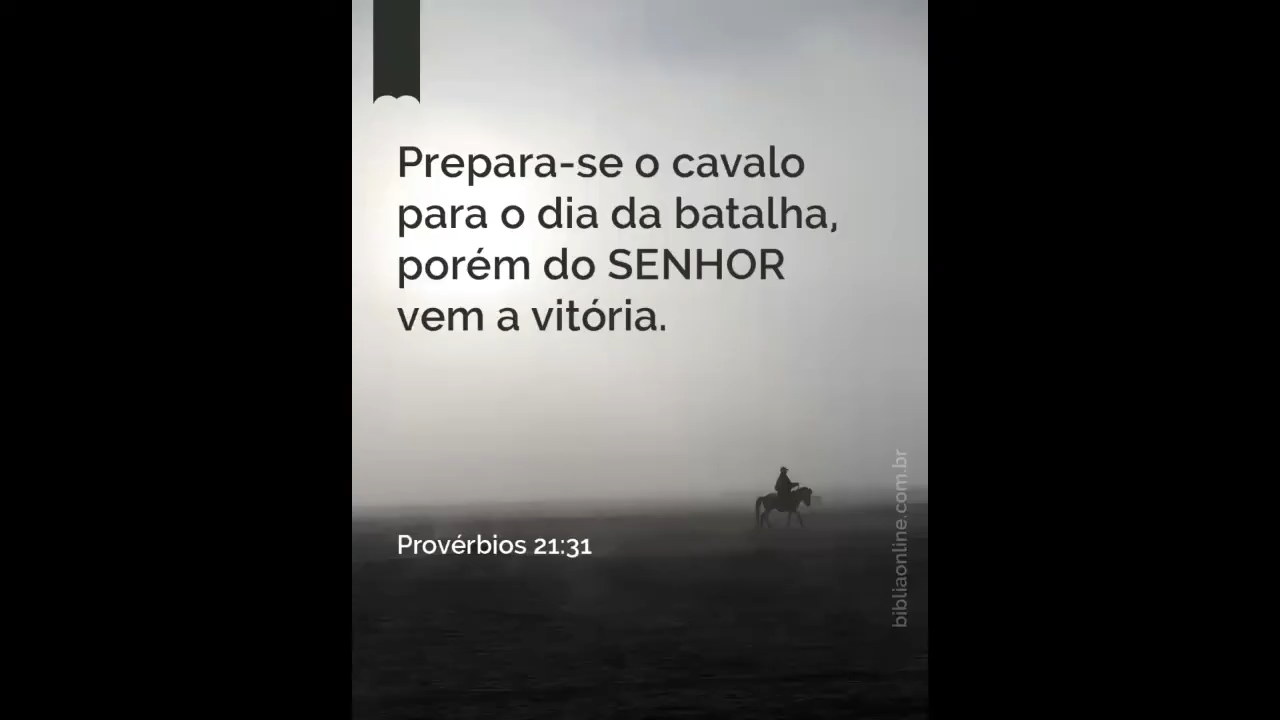 Prepara-se o cavalo
para o dia da batalha,
porém do SENHOR
vem a vitória.
Provérbios 21:31
bibliaonline.com.br